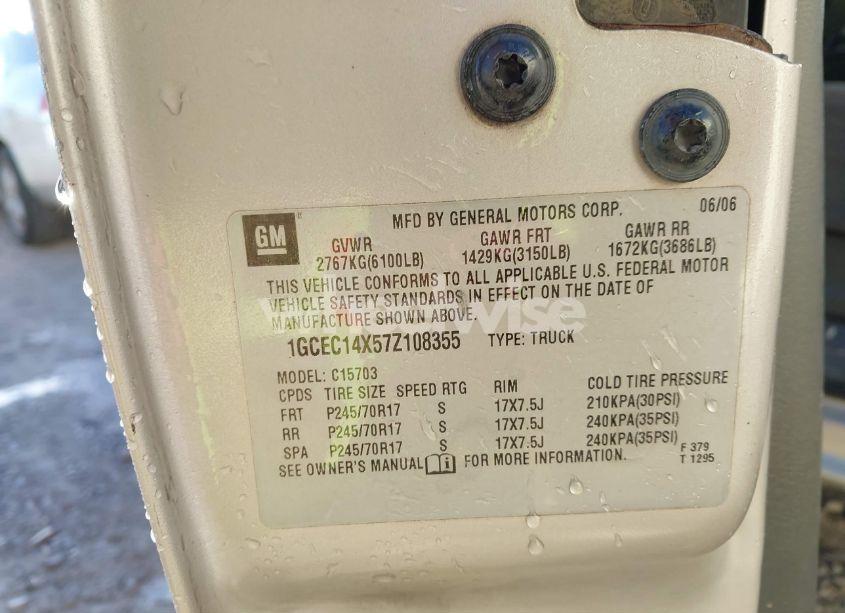 GM
MFD BY GENERAL MOTORS CORP. 06/06
GVWR GAWR FRT GAWR RR
2767KG(6100LB) 1429KG(3150LB) 1672KG(3686LB)
THIS VEHICLE CONFORMS TO ALL APPLICABLE U.S. FEDERAL MOTOR
VEHICLE SAFETY STANDARDS IN EFFECT ON THE DATE OF
MANUFACTURE SHOWN ABOVE.
1GCEC14X57Z108355 TYPE: TRUCK
MODEL: C15703
CPDS TIRE SIZE SPEED RTG RIM COLD TIRE PRESSURE
FRT P245/70R17 S 17X7.5J 210KPA(30PSI)
RR P245/70R17 S 17X7.5J 240KPA(35PSI)
SPA P245/70R17 S 17X7.5J 240KPA(35PSI)
SEE OWNER'S MANUAL FOR MORE INFORMATION.
F 379
T 1295